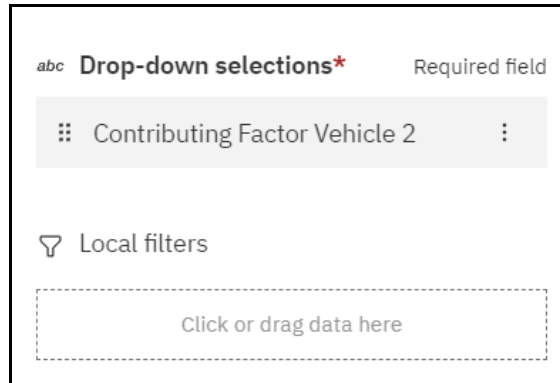 abc Drop-down selections* Required field
Contributing Factor Vehicle 2
Local filters
Click or drag data here